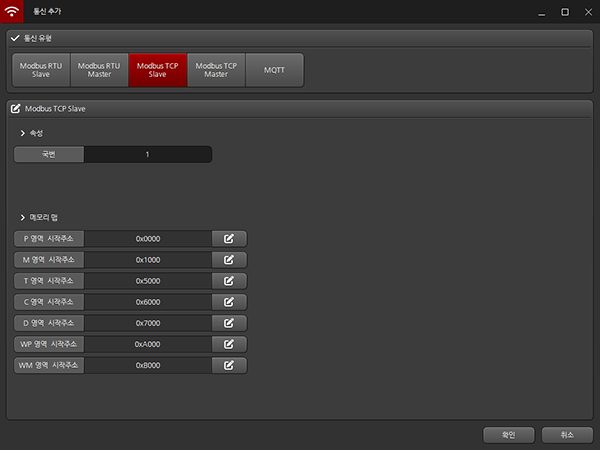 통신 추가
통신 유형
Modbus RTU
Slave
Modbus RTU
Master
Modbus TCP
Slave
Modbus TCP
Master
MQTT
Modbus TCP Slave
속성
국번 1
메모리 맵
P 영역 시작주소 0x0000
M 영역 시작주소 0x1000
T 영역 시작주소 0x5000
C 영역 시작주소 0x6000
D 영역 시작주소 0x7000
WP 영역 시작주소 0xA000
WM 영역 시작주소 0xB000
확인 취소